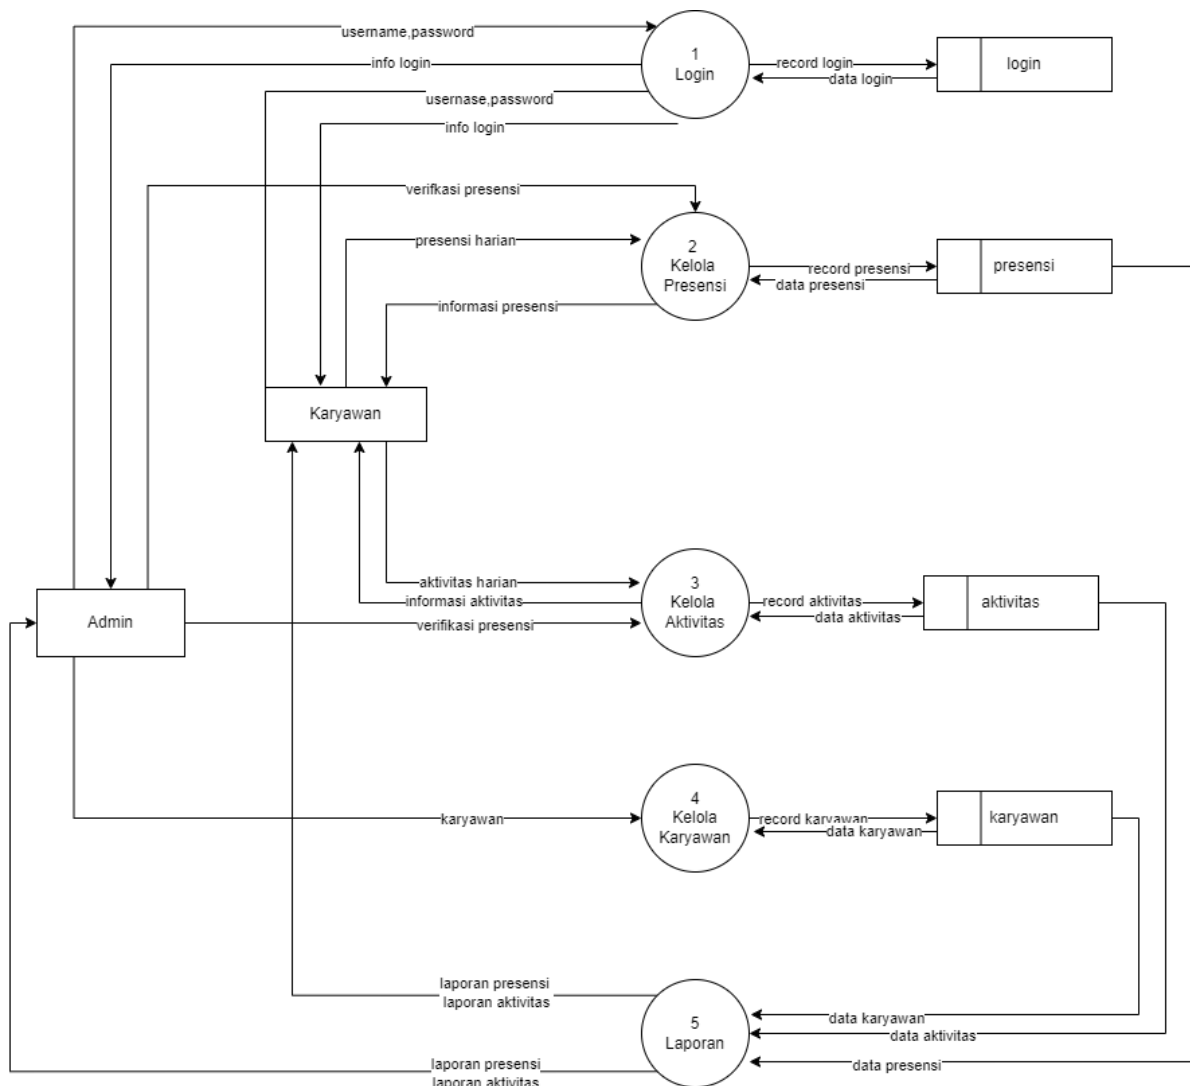 username,password
1
Login
info login
record login
login
data login
usernase,password
info login
verifkasi presensi
presensi harian
2
Kelola
Presensi
record presensi
presensi
data presensi
informasi presensi
Karyawan
aktivitas harian
3
Kelola
Aktivitas
record aktivitas
aktivitas
informasi aktivitas
data aktivitas
Admin
verifikasi presensi
4
Kelola
Karyawan
karyawan
record karyawan
karyawan
data karyawan
laporan presensi
laporan aktivitas
5
Laporan
data karyawan
data aktivitas
data presensi
laporan presensi
laporan aktivitas